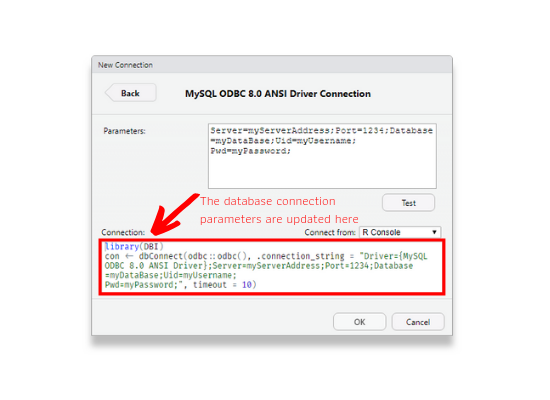 New Connection
Back
MySQL ODBC 8.0 ANSI Driver Connection
Parameters:
Server=myServerAddress;Port=1234;Database
=myDataBase;Uid=myUsername;
Pwd=myPassword;
Test
The database connection
parameters are updated here
Connection:
Connect from:
R Console
library(DBI)
con <- dbConnect(odbc::odbc(), .connection_string = "Driver={MySQL
ODBC 8.0 ANSI Driver};Server=myServerAddress;Port=1234;Database
=myDataBase;Uid=myUsername;
Pwd=myPassword;", timeout = 10)
OK
Cancel